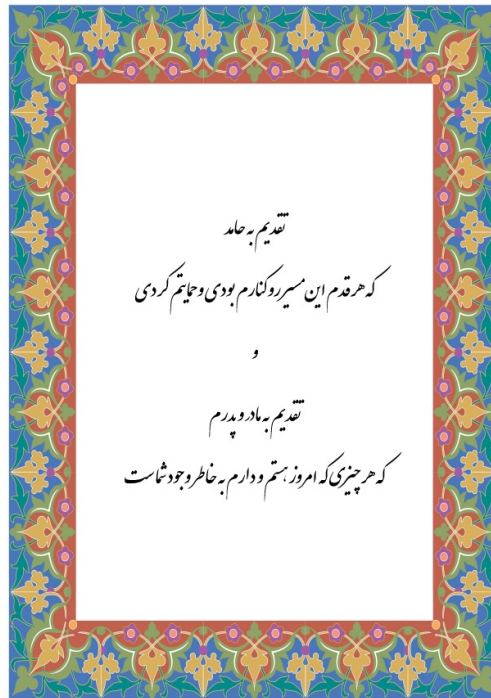 تقدیم به حامد
که هر قدم این مسیر رو کنارم بودی و حمایتم کردی
و
تقدیم به مادر و پدرم
که هر چیزی که امروز هستم و دارم به خاطر وجود شماست